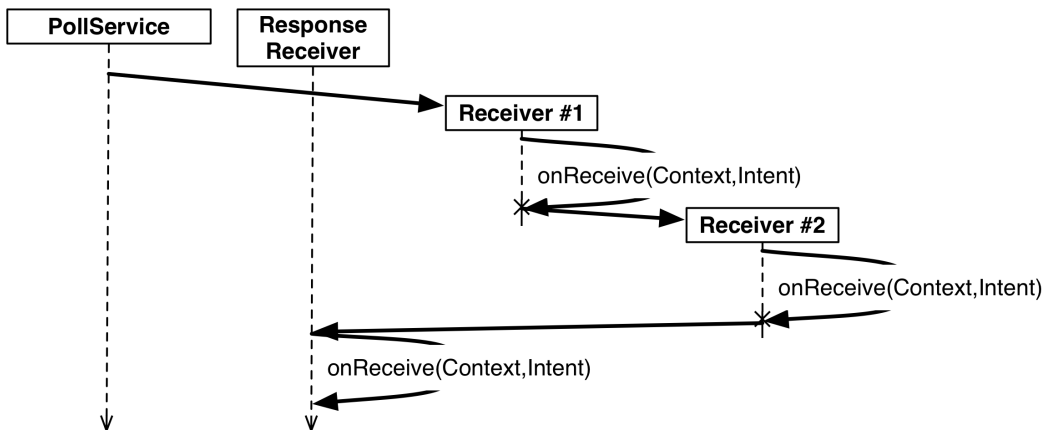 PollService
Response
Receiver
Receiver #1
onReceive(Context,Intent)
Receiver #2
onReceive(Context,Intent)
onReceive(Context,Intent)